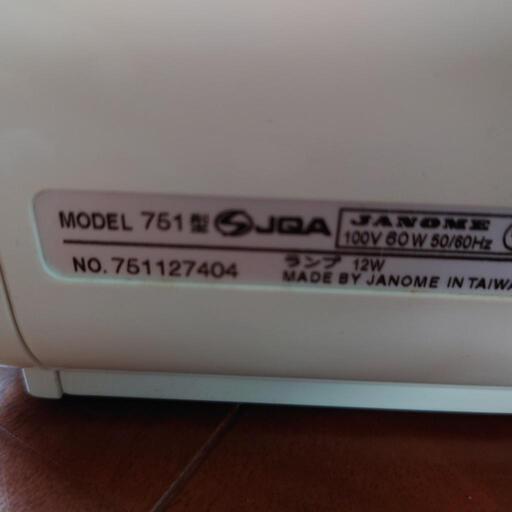 MODEL 751型 JQA JANOME
100V 60W 50/60Hz
NO. 751127404 ランプ 12W
MADE BY JANOME IN TAIWA